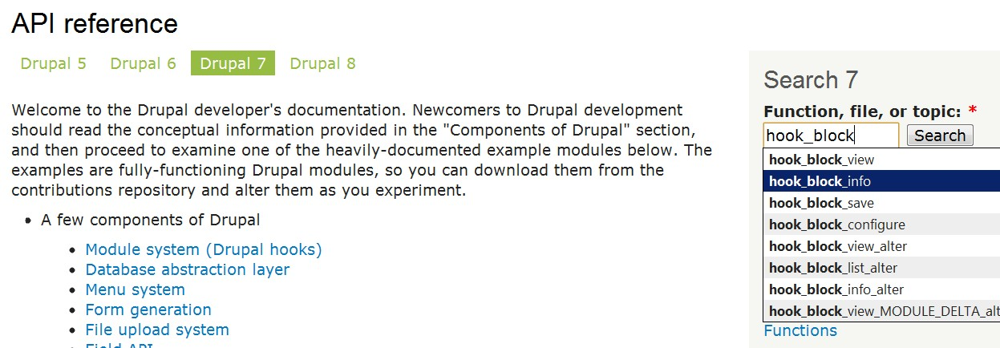 API reference
Drupal 5 Drupal 6 Drupal 7 Drupal 8
Welcome to the Drupal developer's documentation. Newcomers to Drupal development
should read the conceptual information provided in the "Components of Drupal" section,
and then proceed to examine one of the heavily-documented example modules below. The
examples are fully-functioning Drupal modules, so you can download them from the
contributions repository and alter them as you experiment.
• A few components of Drupal
• Module system (Drupal hooks)
• Database abstraction layer
• Menu system
• Form generation
• File upload system
• Field API
Search 7
Function, file, or topic: *
hook_block Search
hook_block_view
hook_block_info
hook_block_save
hook_block_configure
hook_block_view_alter
hook_block_list_alter
hook_block_info_alter
hook_block_view_MODULE_DELTA_alt
Functions